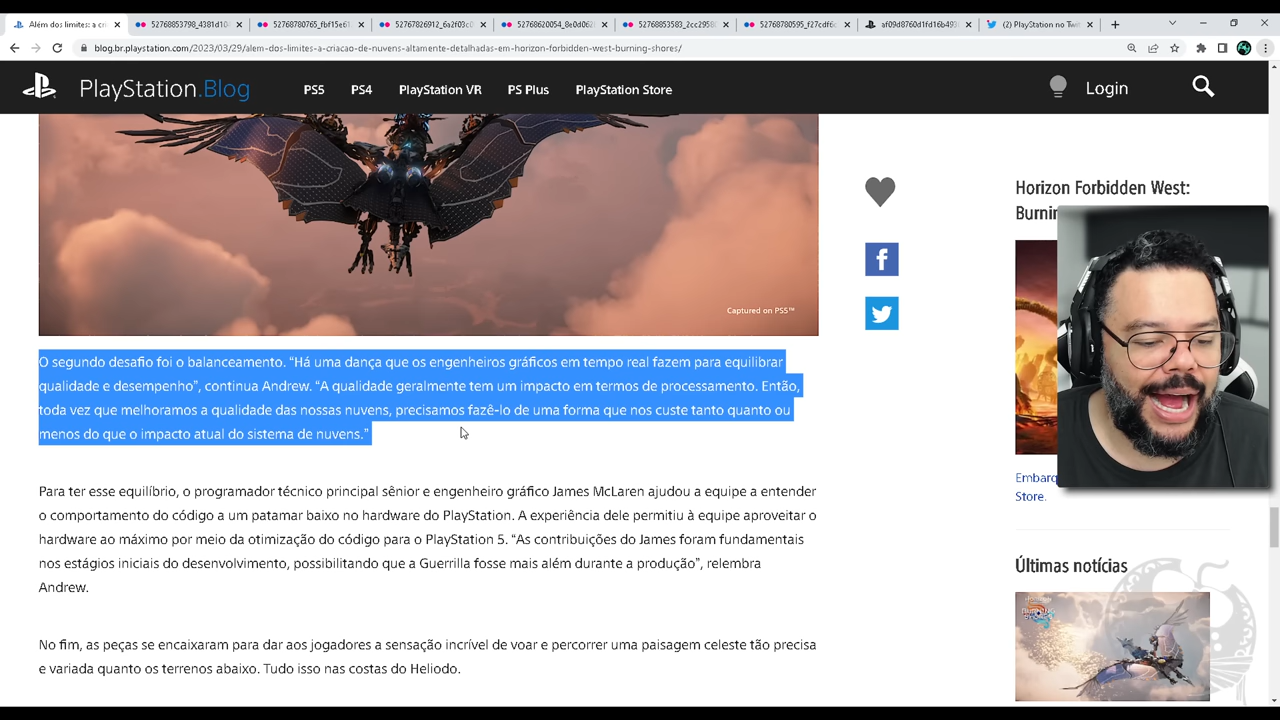 Além dos limites: a cri
52768853798_4381d104
52768780765_fbf15e61
52767826912_6a2f03c0
52768620054_8e0d062
52768853583_2cc29568
52768780595_f27cdf6c
af09d8760d1fd16b4993
(2) PlayStation no Twit
blog.br.playstation.com/2023/03/29/alem-dos-limites-a-criacao-de-nuvens-altamente-detalhadas-em-horizon-forbidden-west-burning-shores/
PlayStation.Blog
PS5
PS4
PlayStation VR
PS Plus
PlayStation Store
Login
Captured on PS5™
O segundo desafio foi o balanceamento. “Há uma dança que os engenheiros gráficos em tempo real fazem para equilibrar
qualidade e desempenho”, continua Andrew. “A qualidade geralmente tem um impacto em termos de processamento. Então,
toda vez que melhoramos a qualidade das nossas nuvens, precisamos fazê-lo de uma forma que nos custe tanto quanto ou
menos do que o impacto atual do sistema de nuvens.”
Para ter esse equilíbrio, o programador técnico principal sênior e engenheiro gráfico James McLaren ajudou a equipe a entender
o comportamento do código a um patamar baixo no hardware do PlayStation. A experiência dele permitiu à equipe aproveitar o
hardware ao máximo por meio da otimização do código para o PlayStation 5. “As contribuições do James foram fundamentais
nos estágios iniciais do desenvolvimento, possibilitando que a Guerrilla fosse mais além durante a produção”, relembra
Andrew.
No fim, as peças se encaixaram para dar aos jogadores a sensação incrível de voar e percorrer uma paisagem celeste tão precisa
e variada quanto os terrenos abaixo. Tudo isso nas costas do Heliodo.
Horizon Forbidden West:
Burnin
Embarq
Store.
Últimas notícias